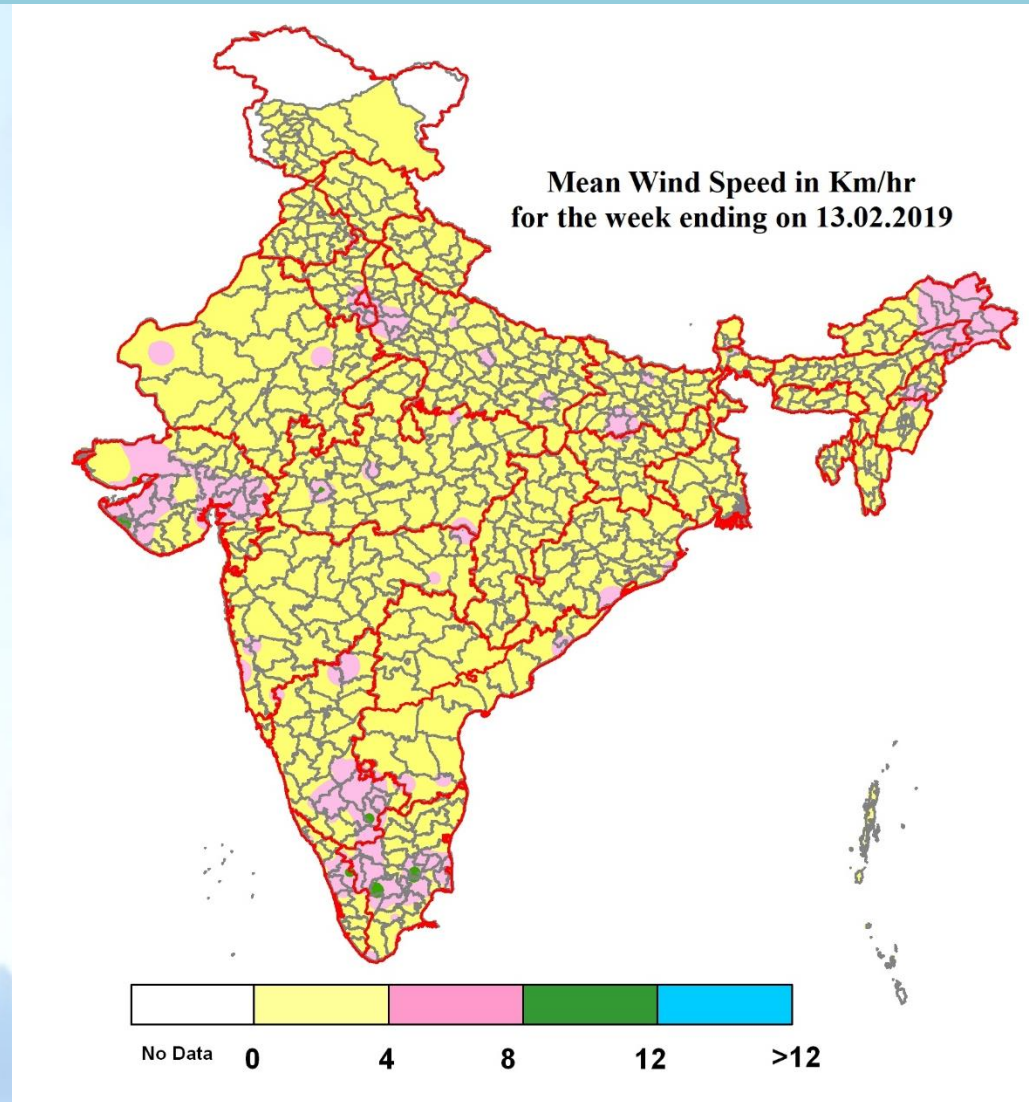 Mean Wind Speed in Km/hr
for the week ending on 13.02.2019
No Data 0 4 8 12 >12